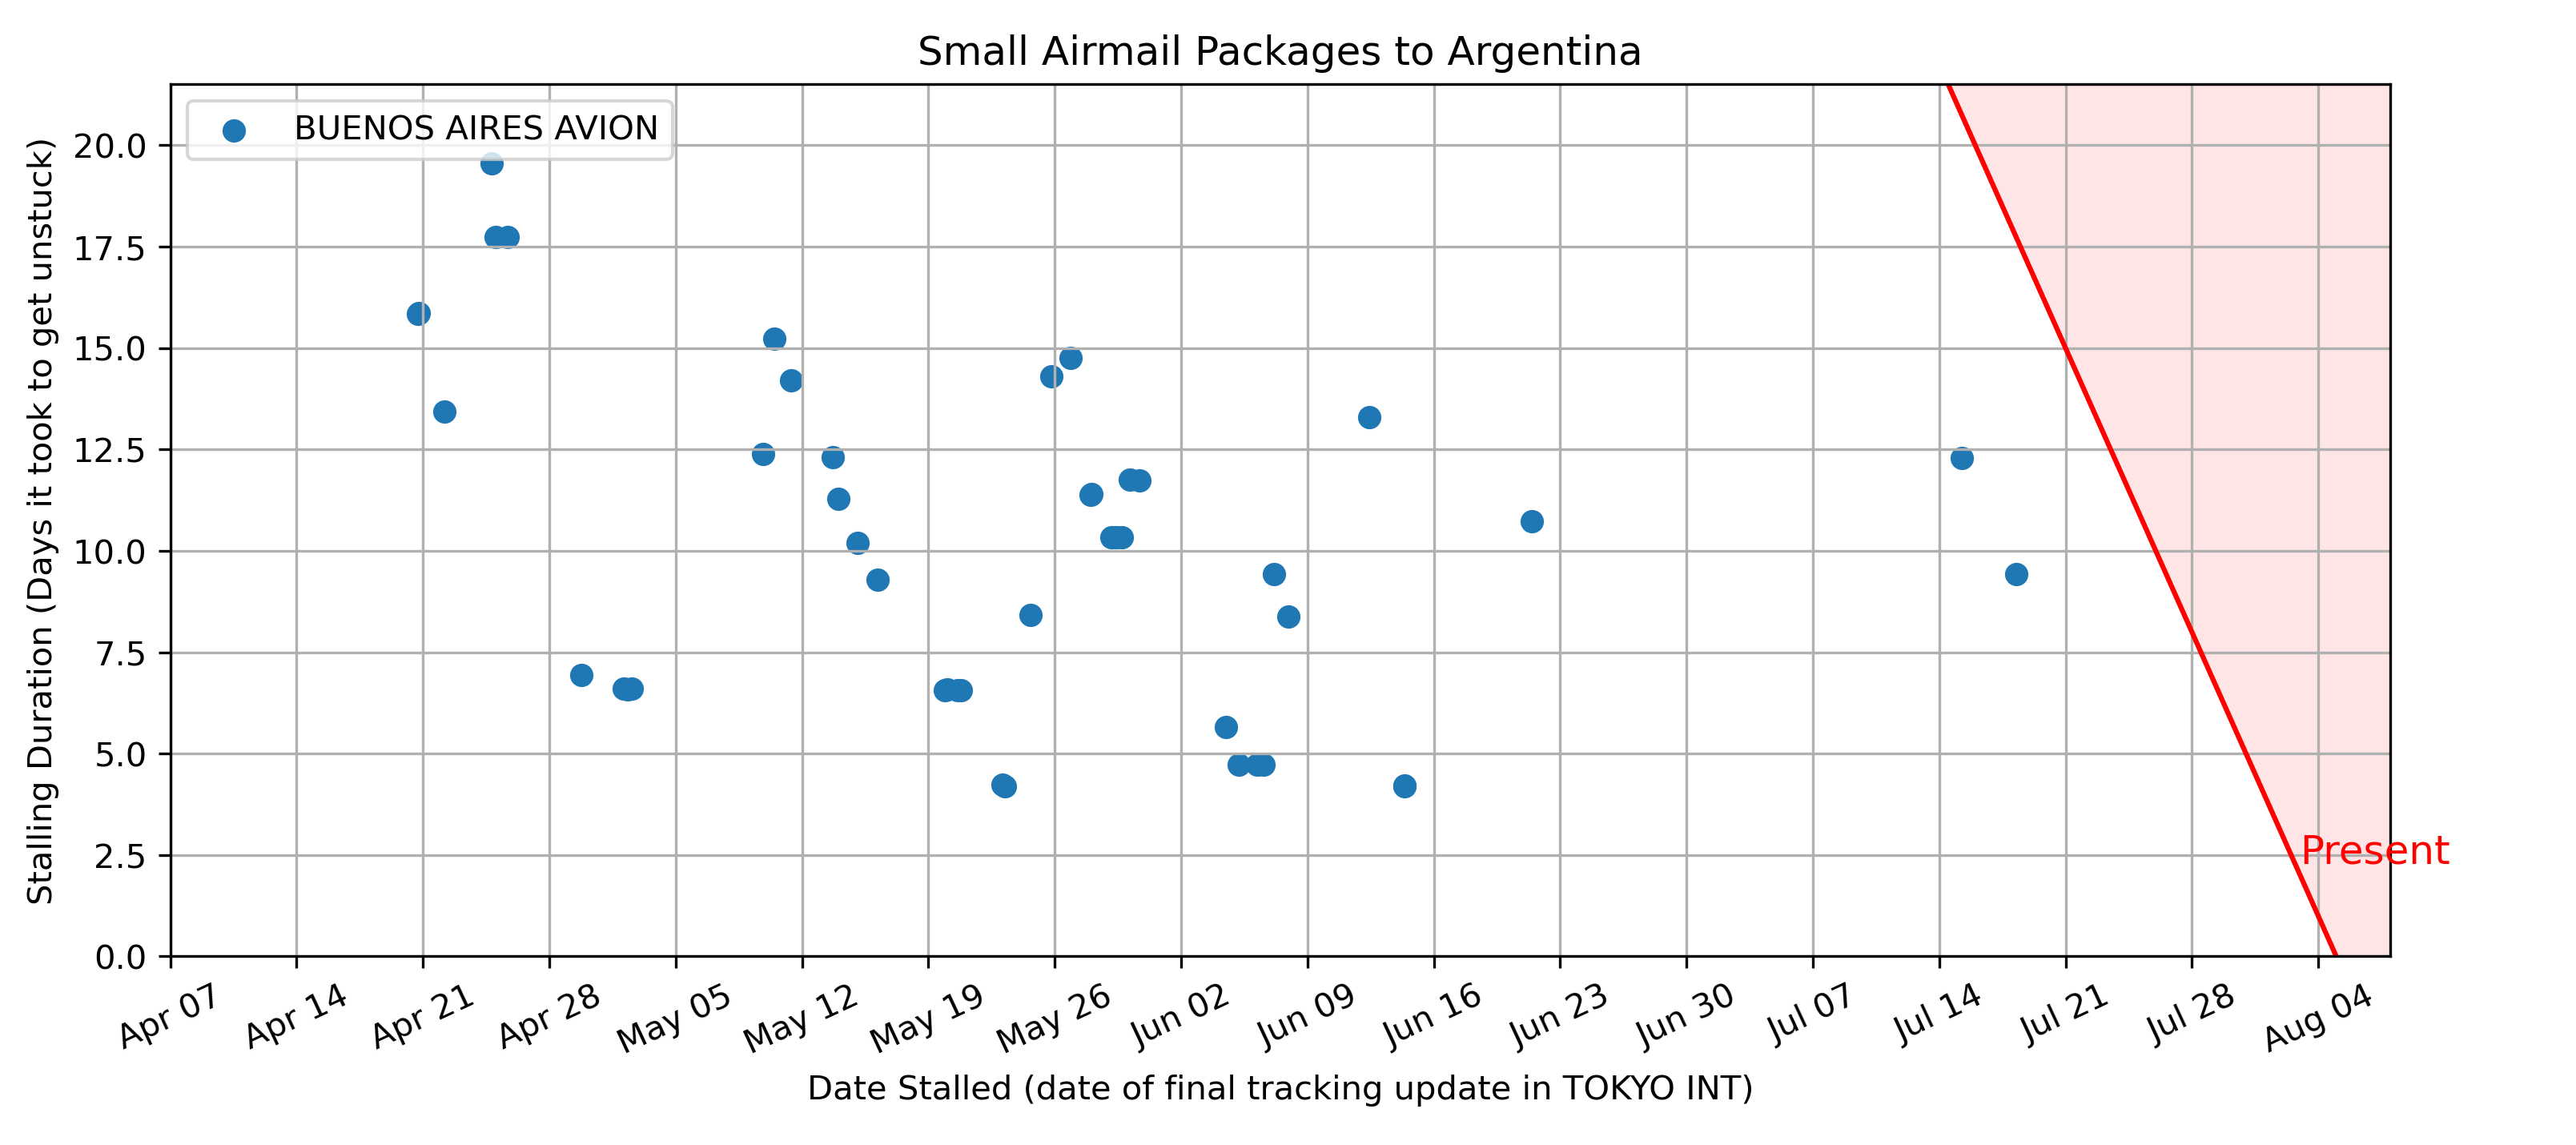 Small Airmail Packages to Argentina
BUENOS AIRES AVION
Stalling Duration (Days it took to get unstuck)
20.0
17.5
15.0
12.5
10.0
7.5
5.0
2.5
0.0
Present
Apr 07
Apr 14
Apr 21
Apr 28
May 05
May 12
May 19
May 26
Jun 02
Jun 09
Jun 16
Jun 23
Jun 30
Jul 07
Jul 14
Jul 21
Jul 28
Aug 04
Date Stalled (date of final tracking update in TOKYO INT)